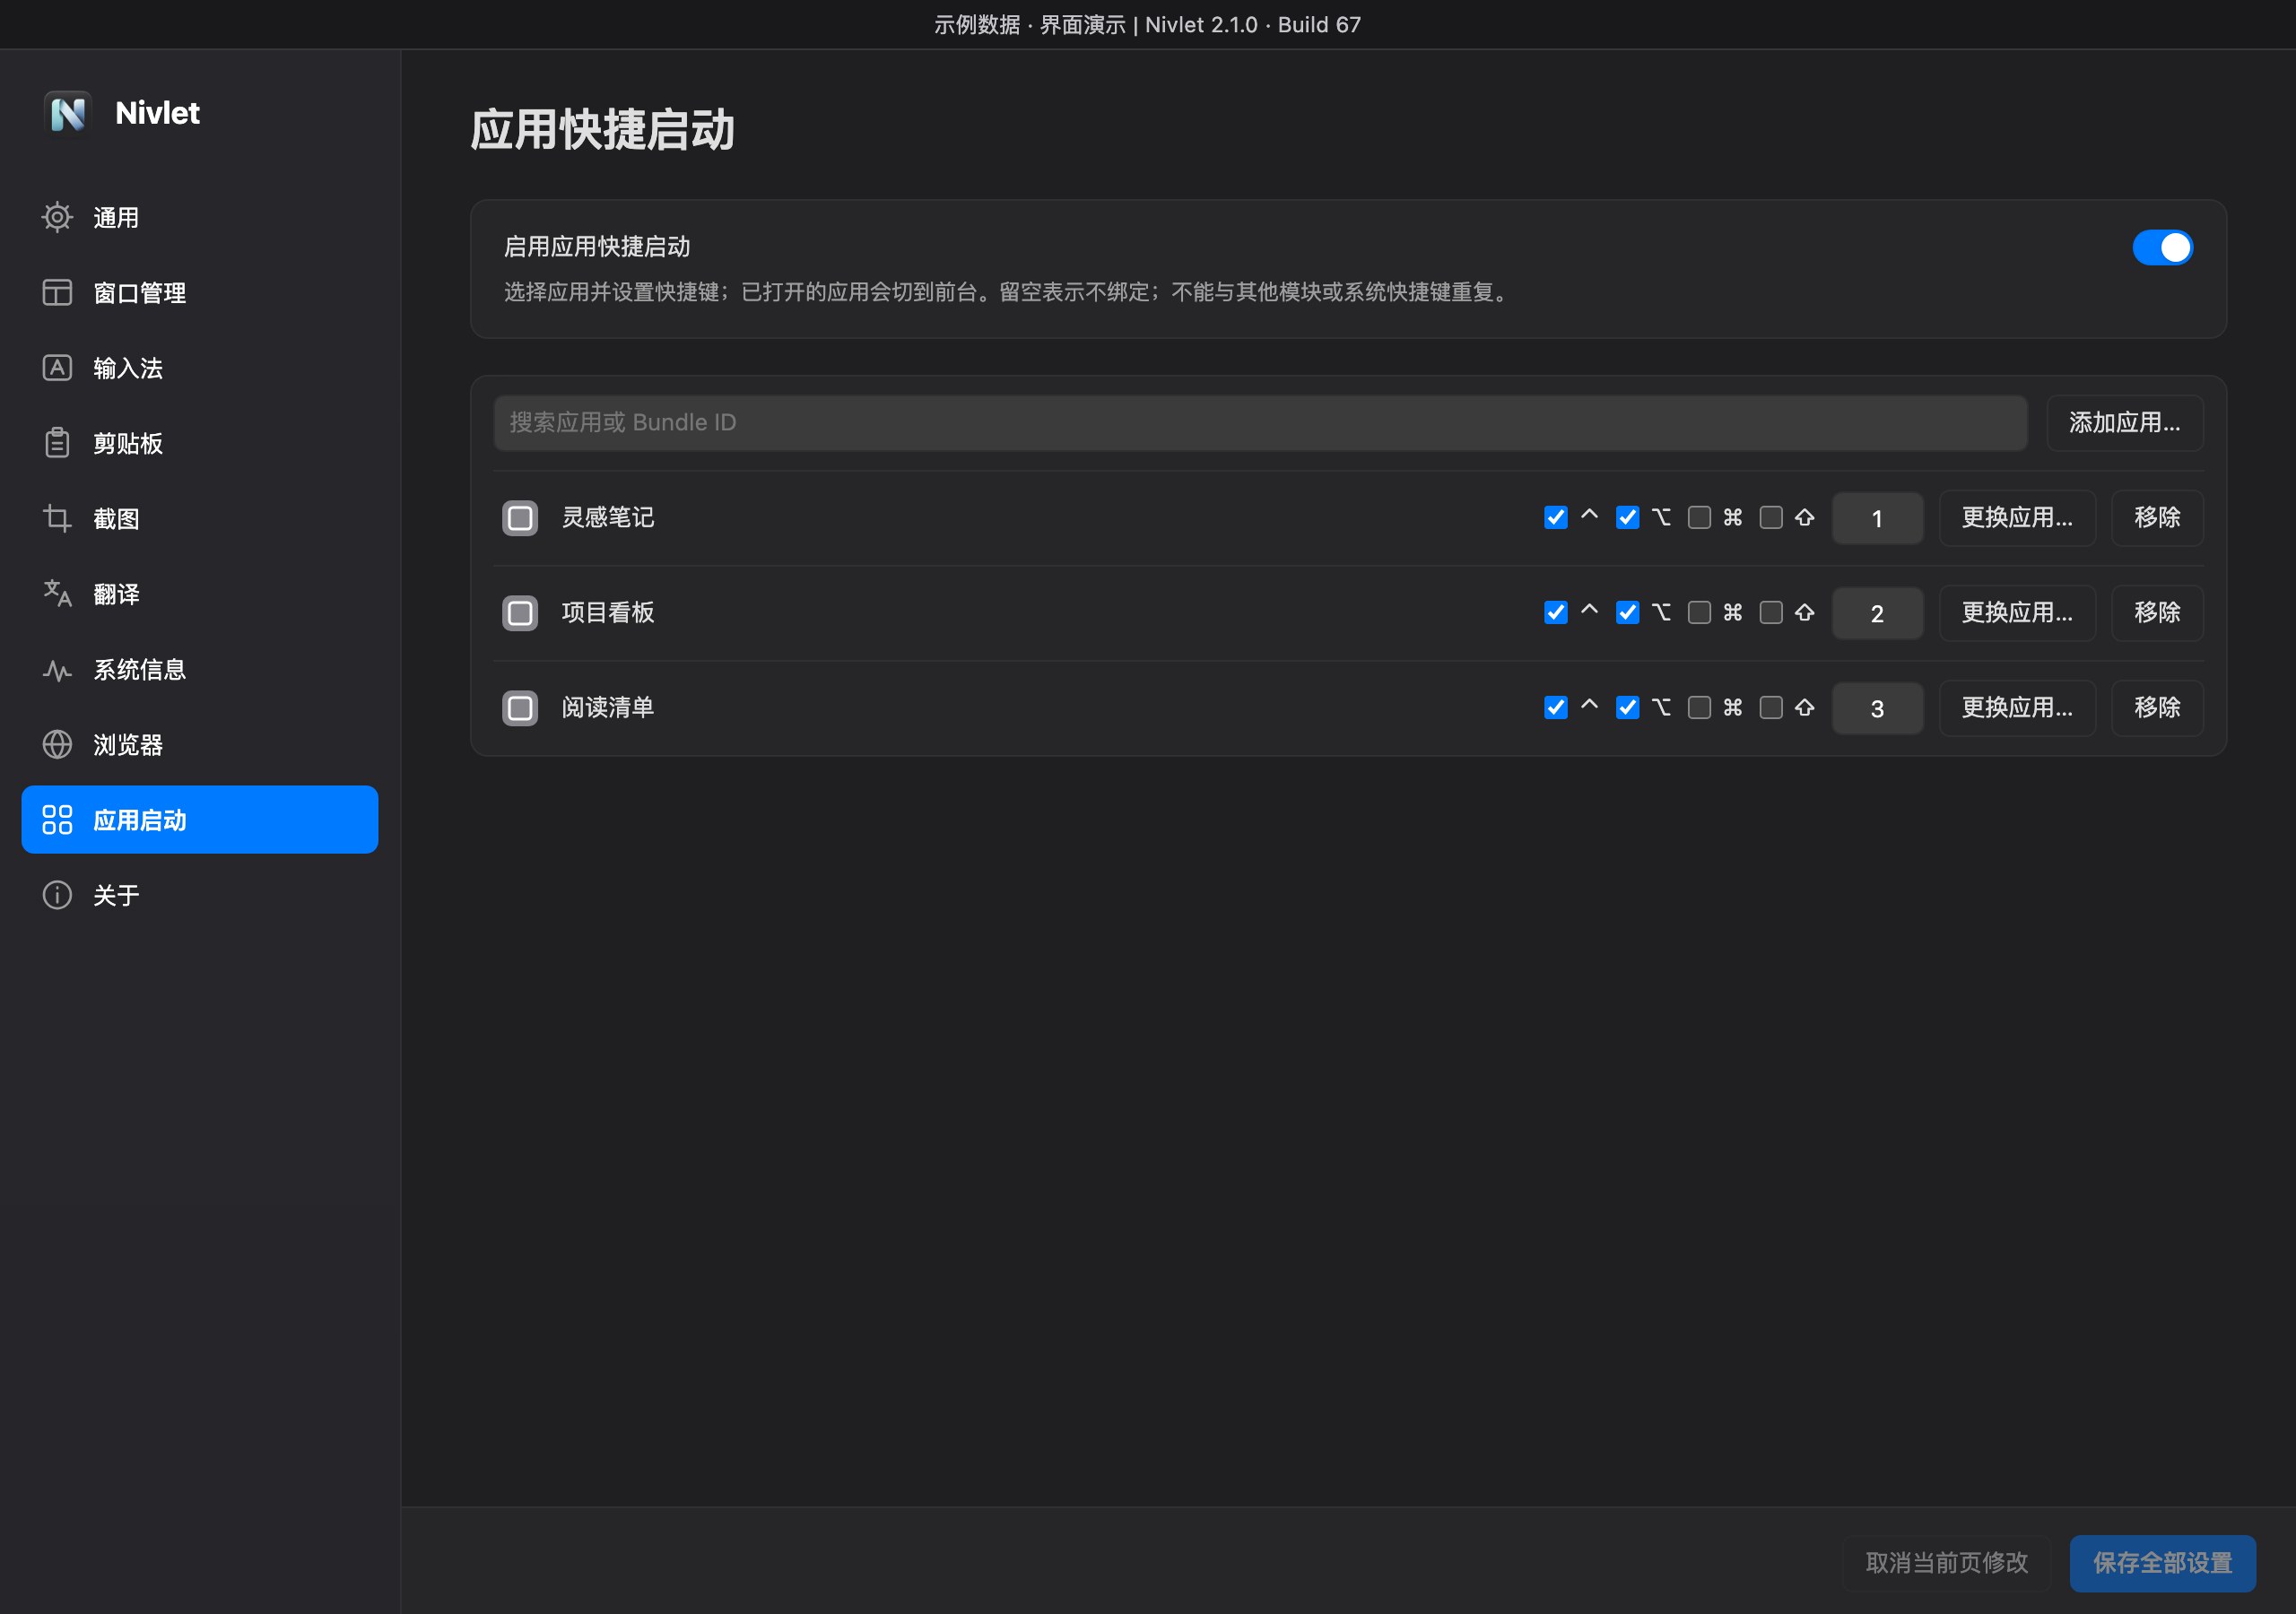 示例数据 · 界面演示 | Nivlet 2.1.0 · Build 67
Nivlet
通用
窗口管理
输入法
剪贴板
截图
翻译
系统信息
浏览器
应用启动
关于
应用快捷启动
启用应用快捷启动
选择应用并设置快捷键；已打开的应用会切到前台。留空表示不绑定；不能与其他模块或系统快捷键重复。
搜索应用或 Bundle ID 添加应用...
灵感笔记 ^ ⌥ ⌘ ⇧ 1 更换应用... 移除
项目看板 ^ ⌥ ⌘ ⇧ 2 更换应用... 移除
阅读清单 ^ ⌥ ⌘ ⇧ 3 更换应用... 移除
取消当前页修改 保存全部设置